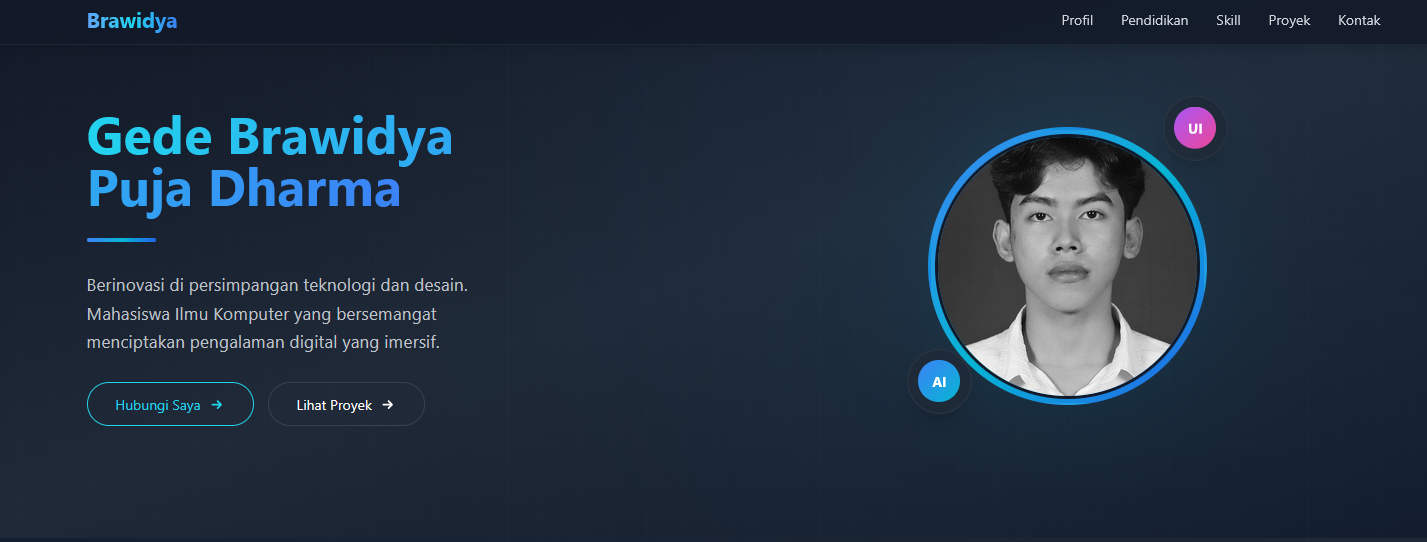 Brawidya
Profil Pendidikan Skill Proyek Kontak
Gede Brawidya
Puja Dharma
Berinovasi di persimpangan teknologi dan desain.
Mahasiswa Ilmu Komputer yang bersemangat
menciptakan pengalaman digital yang imersif.
Hubungi Saya → Lihat Proyek →
UI
AI